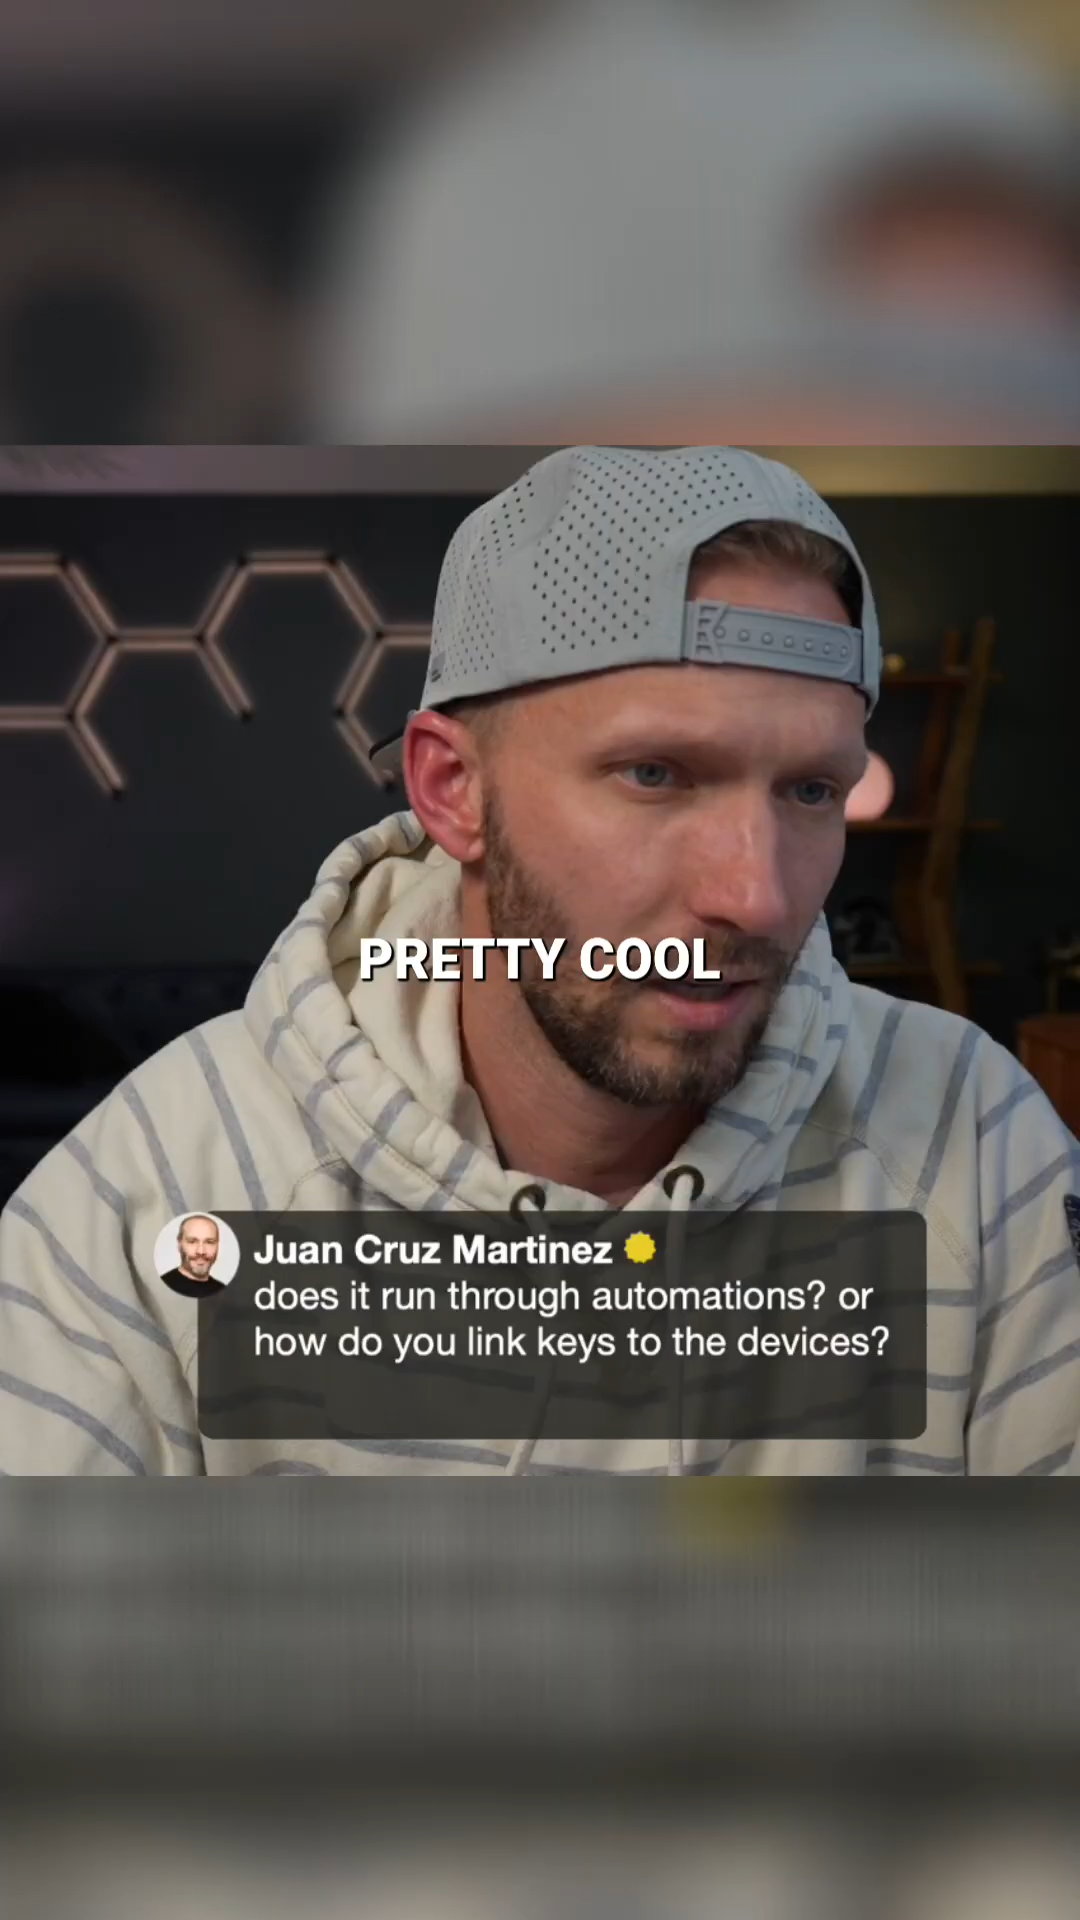 PRETTY COOL
Juan Cruz Martinez
does it run through automations? or
how do you link keys to the devices?